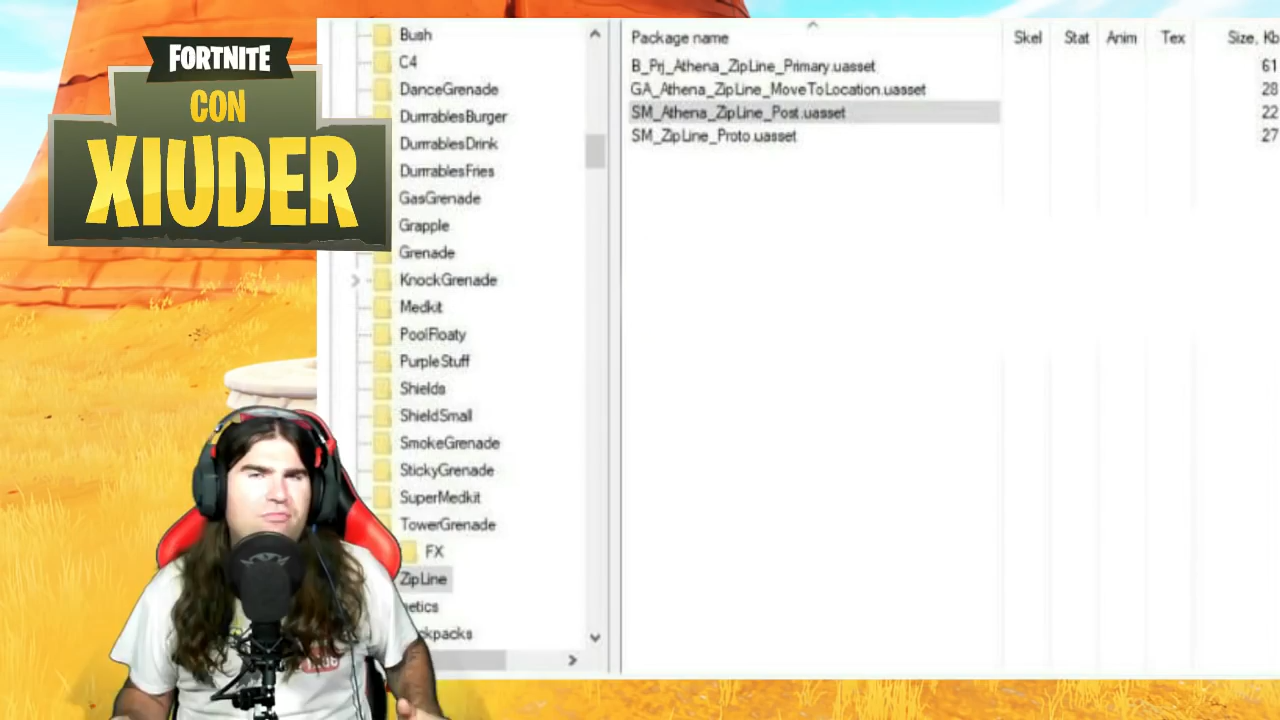 FORTNITE
CON
XIUDER
Bush
C4
DanceGrenade
DurrrablesBurger
DurrrablesDrink
DurrrablesFries
GasGrenade
Grapple
Grenade
KnockGrenade
Medkit
PoolFloaty
PurpleStuff
Shields
ShieldSmall
SmokeGrenade
StickyGrenade
SuperMedkit
TowerGrenade
FX
ZipLine
etics
ckpacks
Package name Skel Stat Anim Tex Size, Kb
B_Prj_Athena_ZipLine_Primary.uasset 61
GA_Athena_ZipLine_MoveToLocation.uasset 28
SM_Athena_ZipLine_Post.uasset 22
SM_ZipLine_Proto.uasset 27